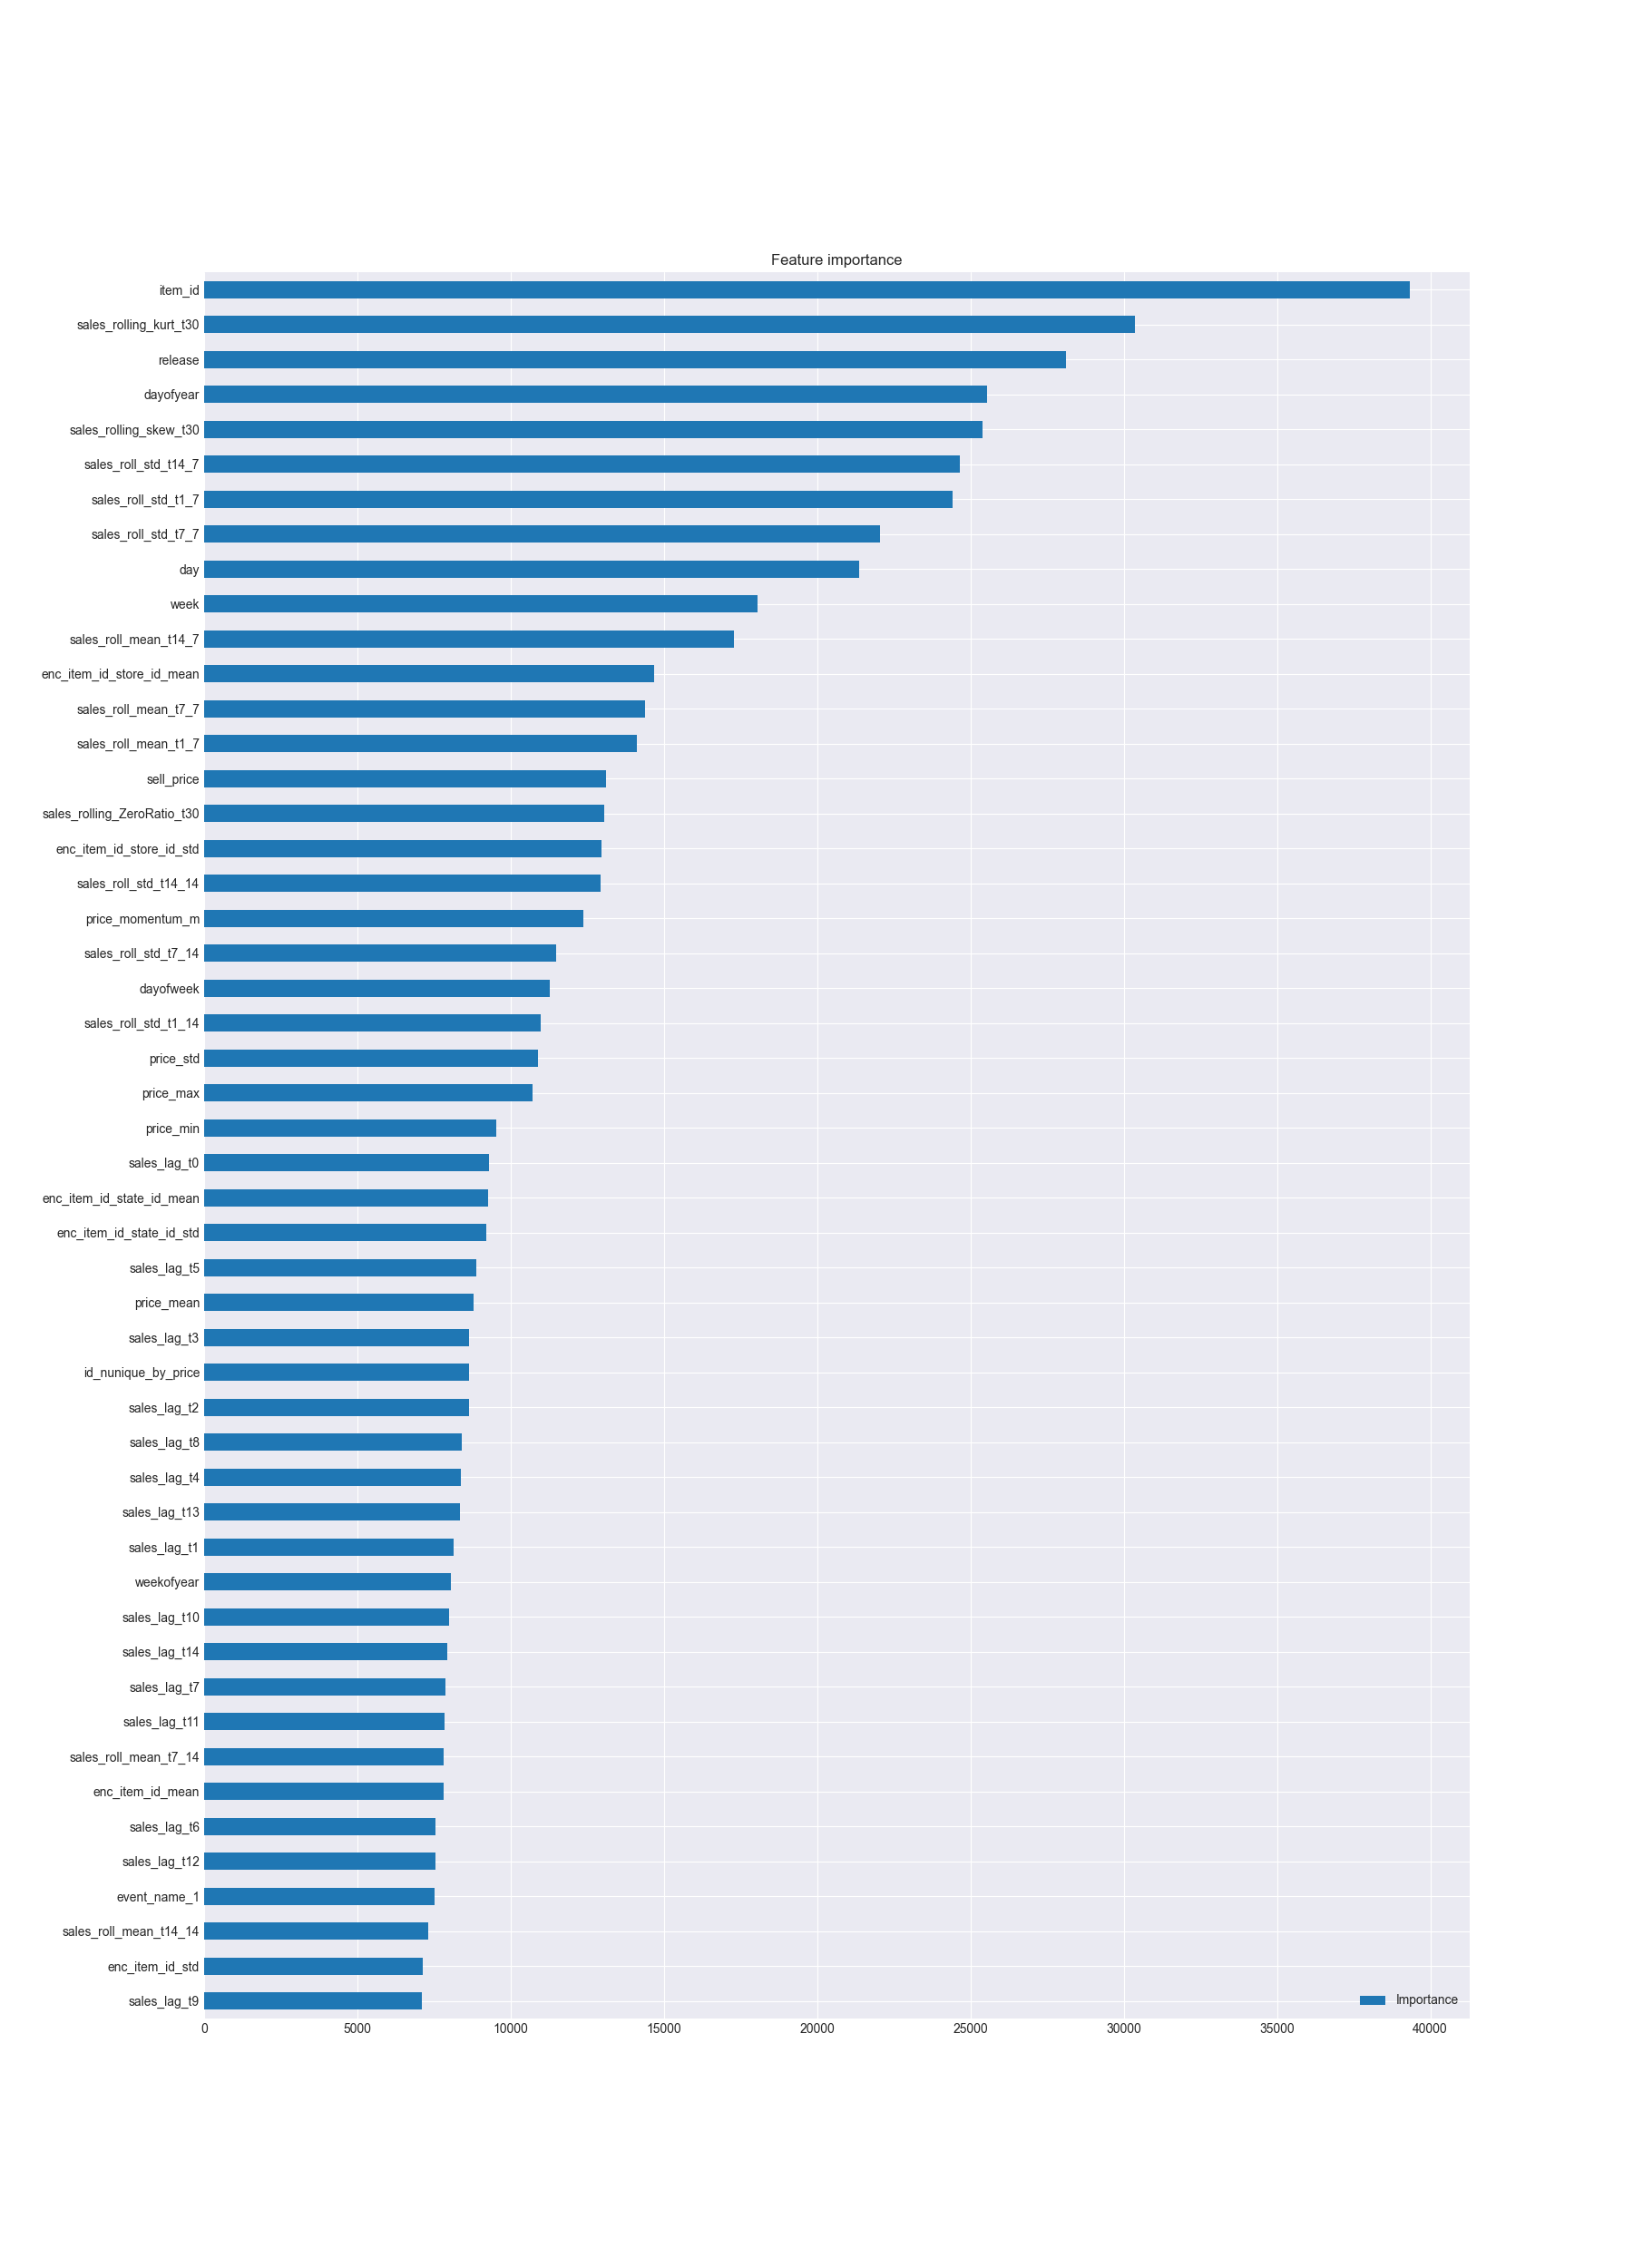 Feature importance
item_id
sales_rolling_kurt_t30
release
dayofyear
sales_rolling_skew_t30
sales_roll_std_t14_7
sales_roll_std_t1_7
sales_roll_std_t7_7
day
week
sales_roll_mean_t14_7
enc_item_id_store_id_mean
sales_roll_mean_t7_7
sales_roll_mean_t1_7
sell_price
sales_rolling_ZeroRatio_t30
enc_item_id_store_id_std
sales_roll_std_t14_14
price_momentum_m
sales_roll_std_t7_14
dayofweek
sales_roll_std_t1_14
price_std
price_max
price_min
sales_lag_t0
enc_item_id_state_id_mean
enc_item_id_state_id_std
sales_lag_t5
price_mean
sales_lag_t3
id_nunique_by_price
sales_lag_t2
sales_lag_t8
sales_lag_t4
sales_lag_t13
sales_lag_t1
weekofyear
sales_lag_t10
sales_lag_t14
sales_lag_t7
sales_lag_t11
sales_roll_mean_t7_14
enc_item_id_mean
sales_lag_t6
sales_lag_t12
event_name_1
sales_roll_mean_t14_14
enc_item_id_std
sales_lag_t9
Importance
0 5000 10000 15000 20000 25000 30000 35000 40000